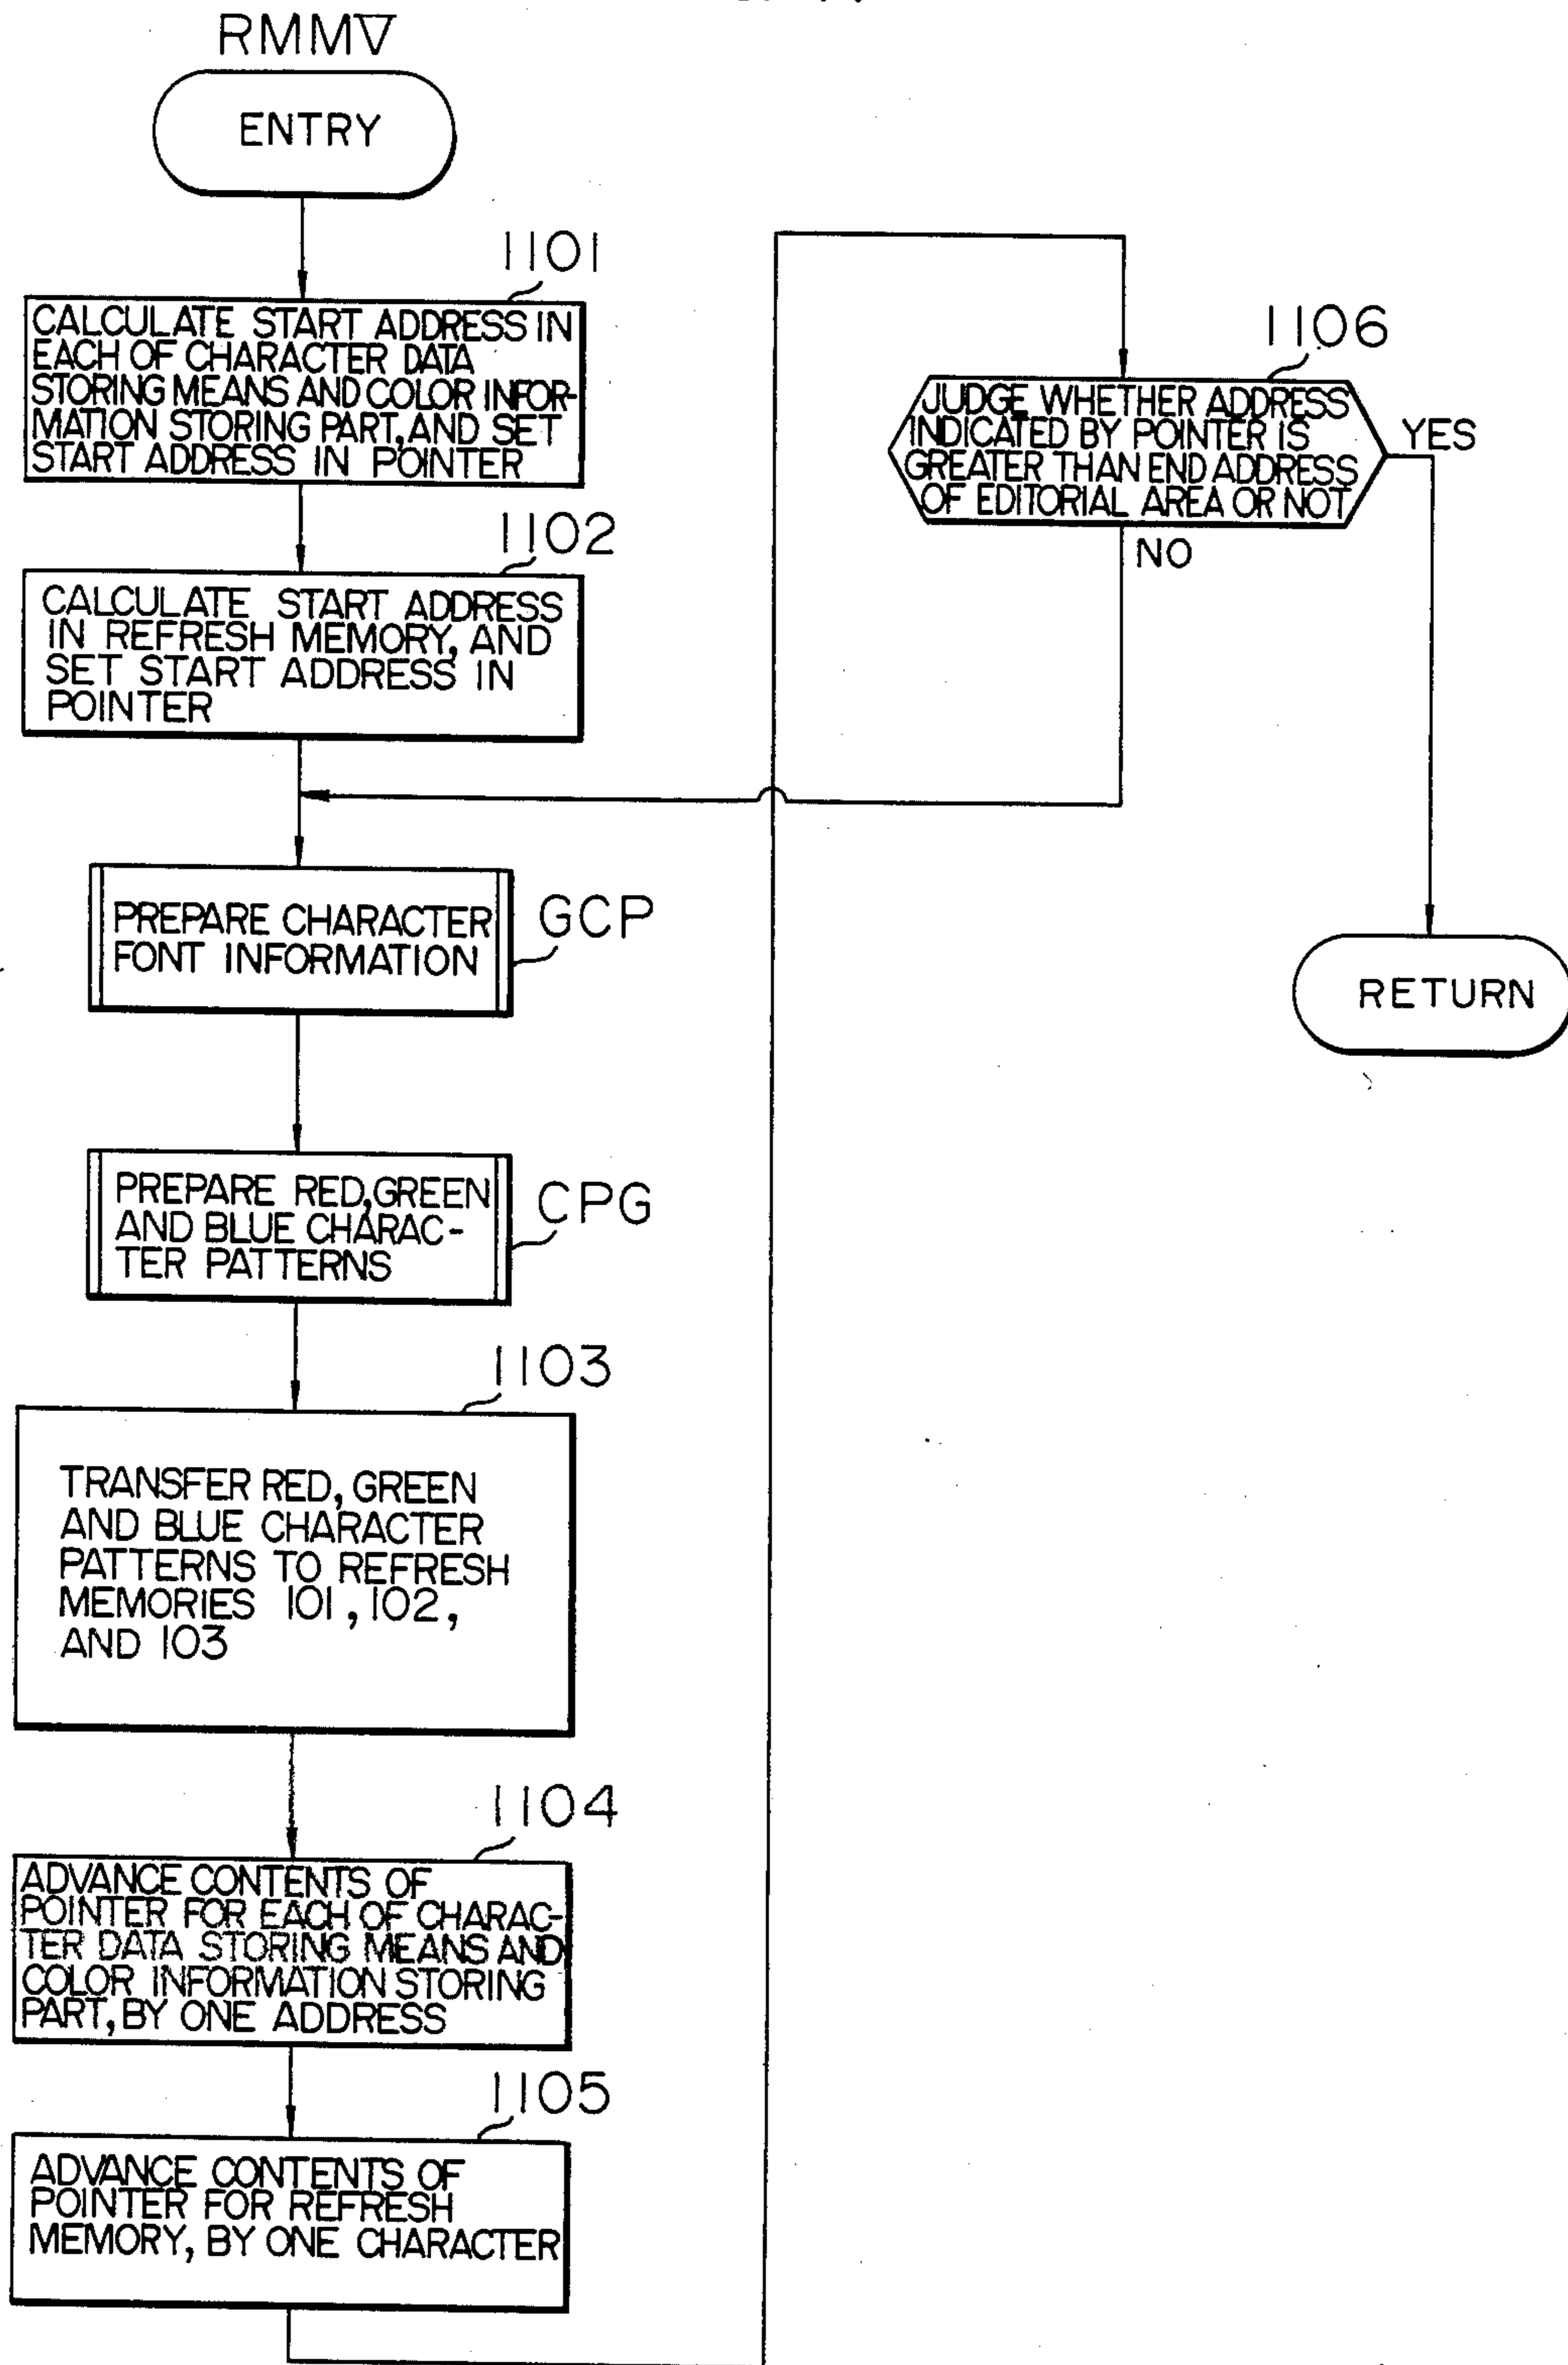 RMMV
ENTRY
1101
CALCULATE START ADDRESS IN
EACH OF CHARACTER DATA
STORING MEANS AND COLOR INFOR-
MATION STORING PART, AND SET
START ADDRESS IN POINTER
1102
CALCULATE START ADDRESS
IN REFRESH MEMORY, AND
SET START ADDRESS IN
POINTER
PREPARE CHARACTER
FONT INFORMATION
GCP
PREPARE RED, GREEN
AND BLUE CHARAC-
TER PATTERNS
CPG
1103
TRANSFER RED, GREEN
AND BLUE CHARACTER
PATTERNS TO REFRESH
MEMORIES 101, 102,
AND 103
1104
ADVANCE CONTENTS OF
POINTER FOR EACH OF CHARAC-
TER DATA STORING MEANS AND
COLOR INFORMATION STORING
PART, BY ONE ADDRESS
1105
ADVANCE CONTENTS OF
POINTER FOR REFRESH
MEMORY, BY ONE CHARACTER
1106
JUDGE WHETHER ADDRESS
INDICATED BY POINTER IS
GREATER THAN END ADDRESS
OF EDITORIAL AREA OR NOT
YES
NO
RETURN